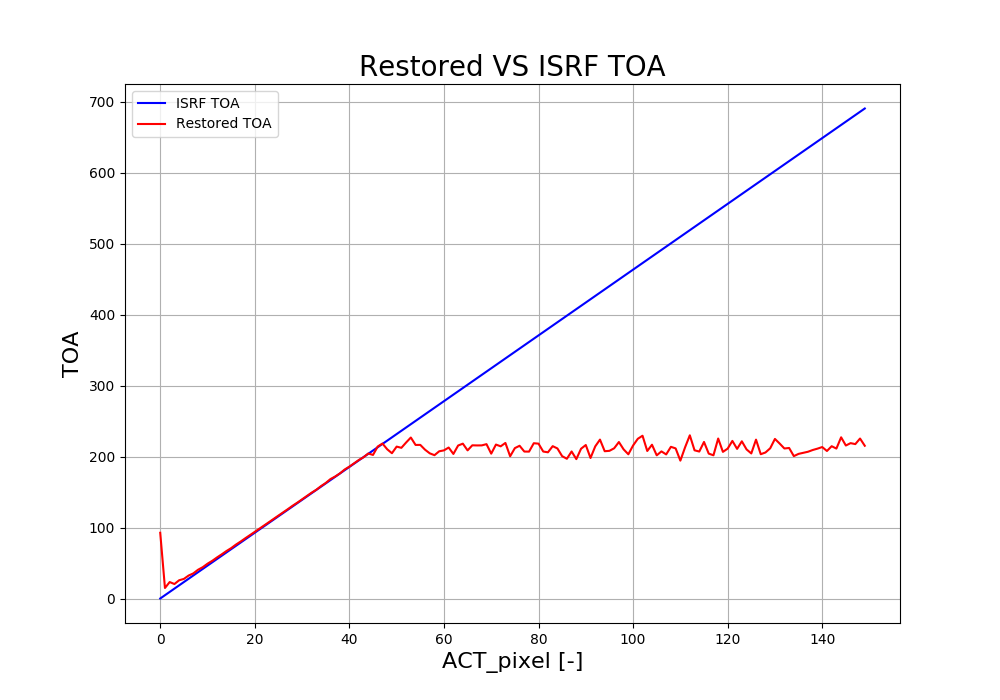 Restored VS ISRF TOA
ISRF TOA
Restored TOA
700
600
500
400
300
200
100
0
TOA
0 20 40 60 80 100 120 140
ACT_pixel [-]